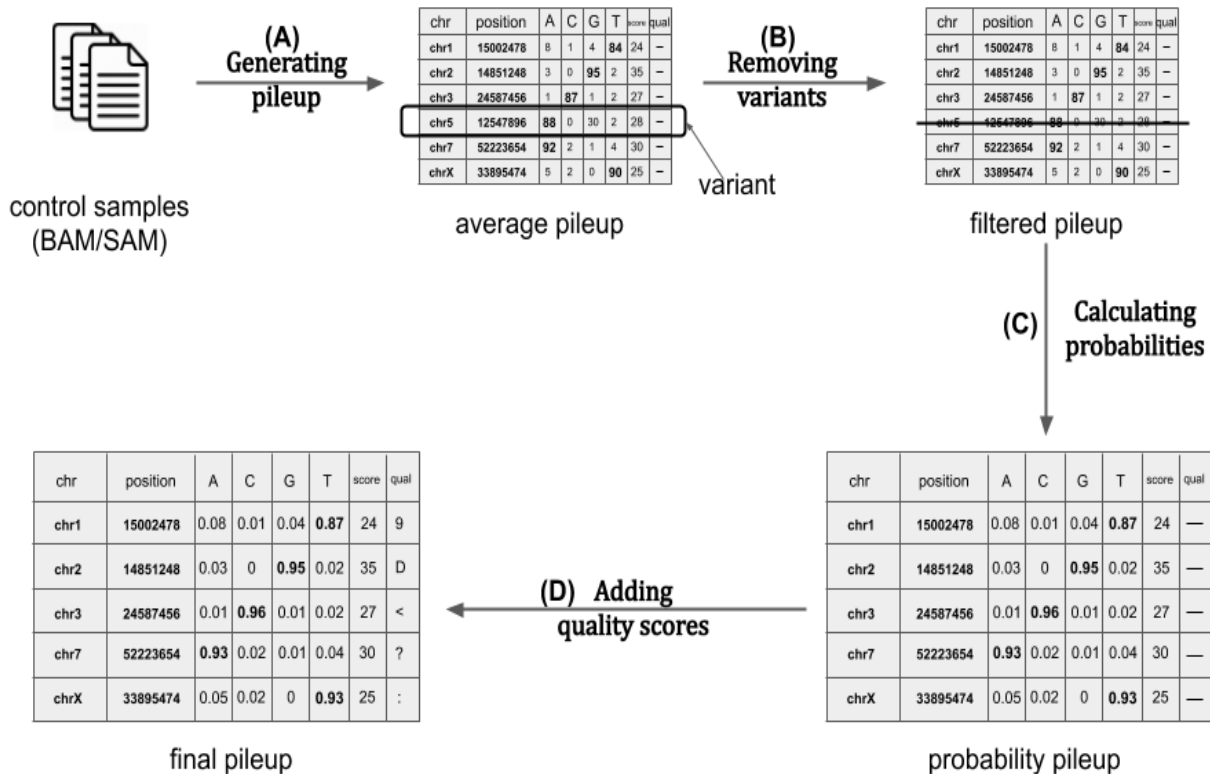 (A)
Generating
pileup
(B)
Removing
variants
chr position A C G T score qual
chr1 15002478 8 1 4 84 24 –
chr2 14851248 3 0 95 2 35 –
chr3 24587456 1 87 1 2 27 –
chr5 12547896 88 0 30 2 28 –
chr7 52223654 92 2 1 4 30 –
chrX 33895474 5 2 0 90 25 –
variant
chr position A C G T score qual
chr1 15002478 8 1 4 84 24 –
chr2 14851248 3 0 95 2 35 –
chr3 24587456 1 87 1 2 27 –
chr5 12547896 88 0 30 2 28 –
chr7 52223654 92 2 1 4 30 –
chrX 33895474 5 2 0 90 25 –
control samples
(BAM/SAM)
average pileup
filtered pileup
(C)
Calculating
probabilities
chr position A C G T score qual
chr1 15002478 0.08 0.01 0.04 0.87 24 9
chr2 14851248 0.03 0 0.95 0.02 35 D
chr3 24587456 0.01 0.96 0.01 0.02 27 <
chr7 52223654 0.93 0.02 0.01 0.04 30 ?
chrX 33895474 0.05 0.02 0 0.93 25 :
final pileup
(D) Adding
quality scores
chr position A C G T score qual
chr1 15002478 0.08 0.01 0.04 0.87 24 —
chr2 14851248 0.03 0 0.95 0.02 35 —
chr3 24587456 0.01 0.96 0.01 0.02 27 —
chr7 52223654 0.93 0.02 0.01 0.04 30 —
chrX 33895474 0.05 0.02 0 0.93 25 —
probability pileup